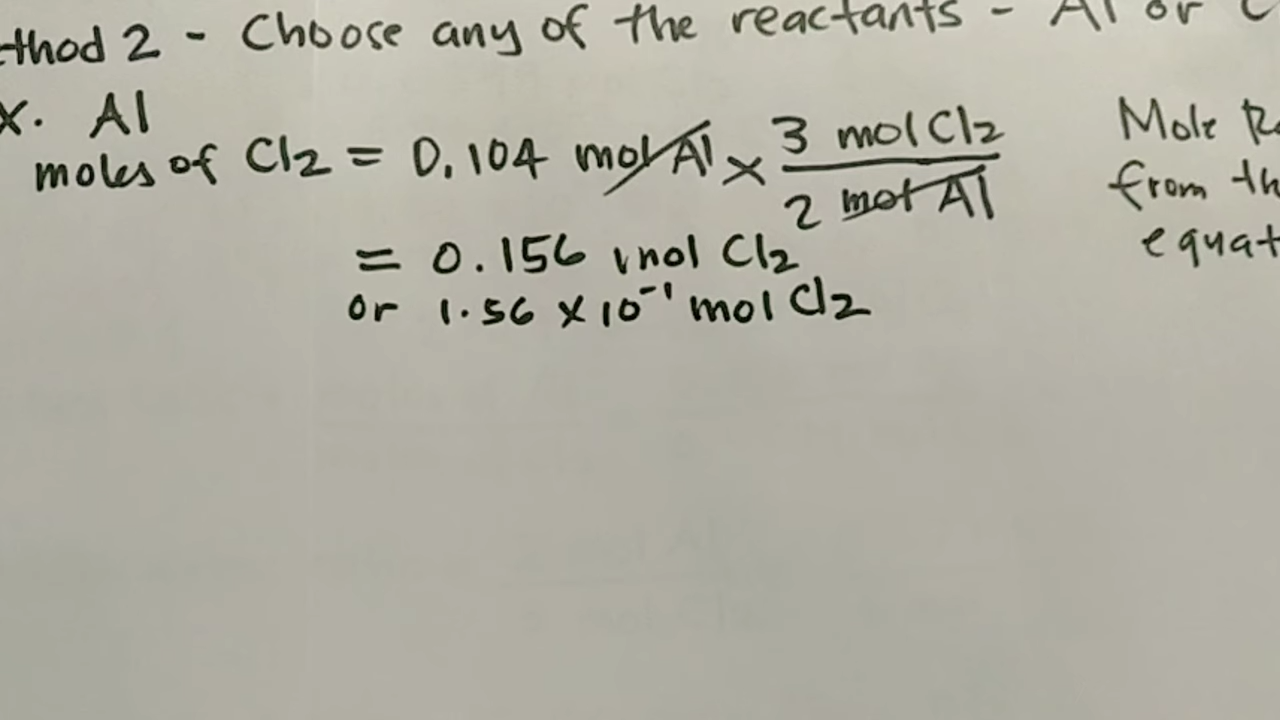 thod 2 - Choose any of the reactants - Al or
x. Al
moles of Cl2 = 0.104 mol Al x 3 mol Cl2 / 2 mol Al
= 0.156 mol Cl2
or 1.56 x 10⁻¹ mol Cl2
Mole
from th
equat